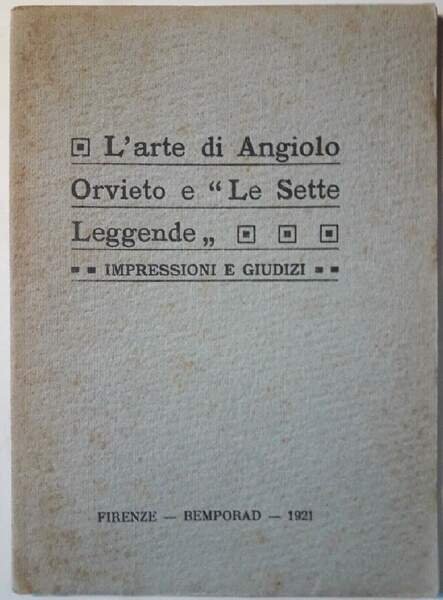 L'arte di Angiolo
Orvieto e “Le Sette
Leggende„
IMPRESSIONI E GIUDIZI
FIRENZE — BEMPORAD — 1921